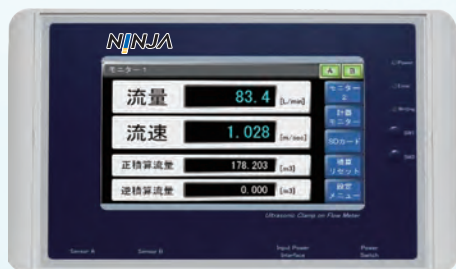 NINJA
モニター1
A B
流量 83.4 [L/min]
流速 1.028 [m/sec]
正積算流量 178.203 [m3]
逆積算流量 0.000 [m3]
モニター
2
計器
モニター
SDカード
積算
リセット
設定
メニュー
Power
Error
Ultrasonic Clamp on Flow Meter
Sensor A
Sensor B
Input Power
Interface
Power
Switch